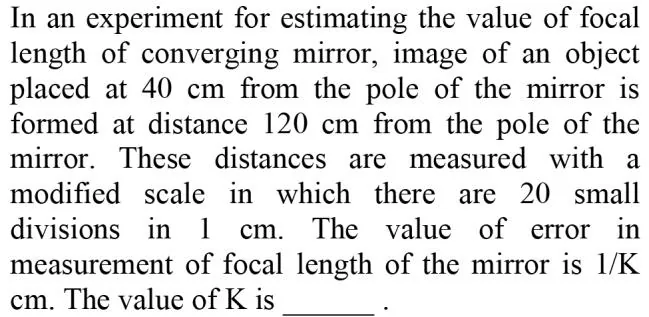 In an experiment for estimating the value of focal
length of converging mirror, image of an object
placed at 40 cm from the pole of the mirror is
formed at distance 120 cm from the pole of the
mirror. These distances are measured with a
modified scale in which there are 20 small
divisions in 1 cm. The value of error in
measurement of focal length of the mirror is 1/K
cm. The value of K is ______ .